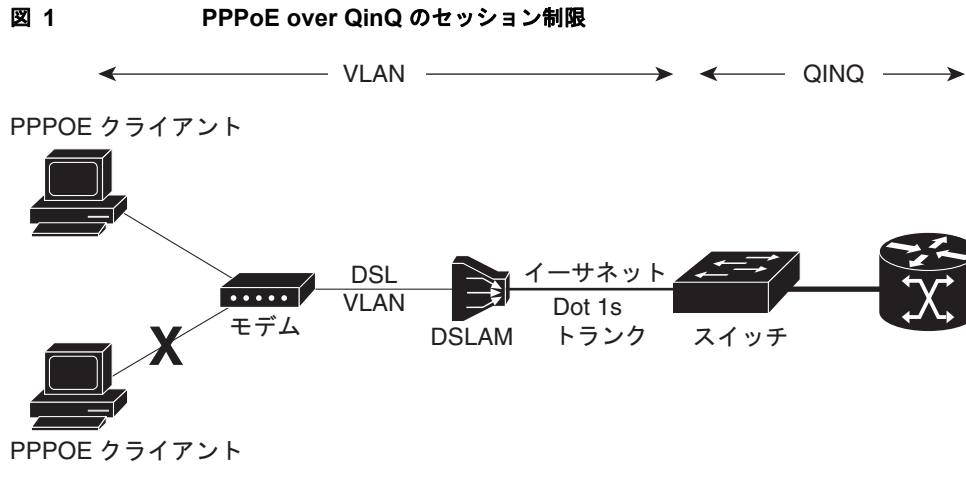 図 1 PPPoE over QinQ のセッション制限
VLAN QINQ
PPPOE クライアント
DSL
VLAN
イーサネット
Dot 1s
トランク
モデム
DSLAM
スイッチ
X
PPPOE クライアント